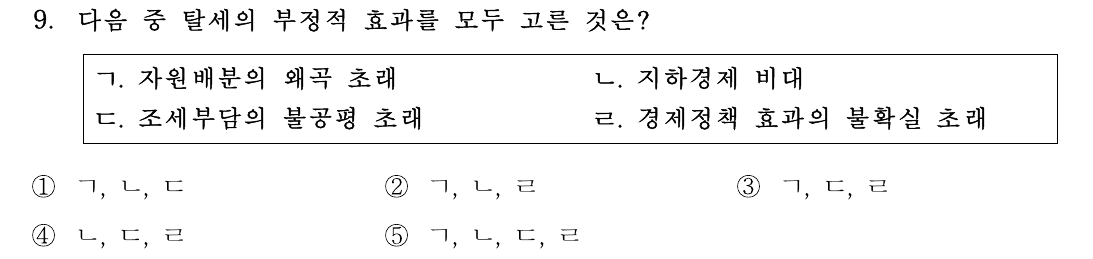 9. 다음 중 탈세의 부정적 효과를 모두 고른 것은?
ㄱ. 자원배분의 왜곡 초래 ㄴ. 지하경제 비대
ㄷ. 조세부담의 불공평 초래 ㄹ. 경제정책 효과의 불확실 초래
① ㄱ, ㄴ, ㄷ ② ㄱ, ㄴ, ㄹ ③ ㄱ, ㄷ, ㄹ
④ ㄴ, ㄷ, ㄹ ⑤ ㄱ, ㄴ, ㄷ, ㄹ